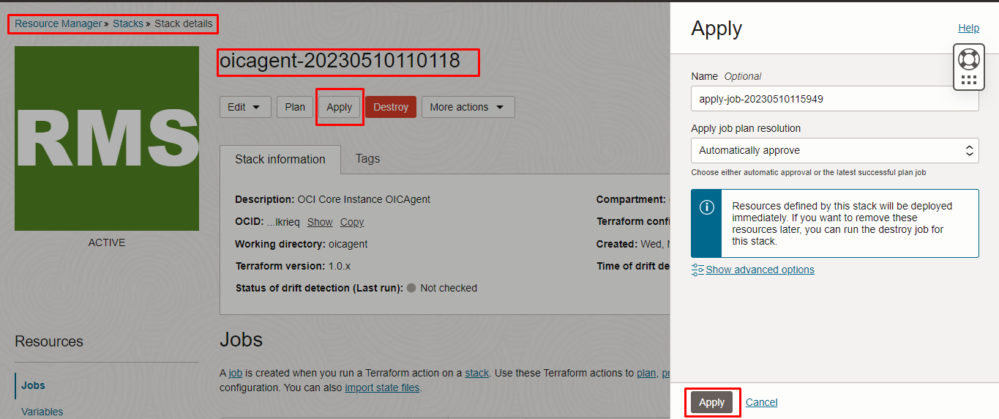 Resource Manager » Stacks » Stack details
RMS
ACTIVE
oicagent-20230510110118
Edit Plan Apply Destroy More actions
Stack information Tags
Description: OCI Core Instance OICAgent
OCID: ...lkrieq Show Copy
Working directory: oicagent
Terraform version: 1.0.x
Status of drift detection (Last run): Not checked
Compartment:
Terraform confi
Created: Wed,
Time of drift de
Resources
Jobs
Variables
Jobs
A job is created when you run a Terraform action on a stack. Use these Terraform actions to plan, pr
configuration. You can also import state files.
Apply
Help
Name Optional
apply-job-20230510115949
Apply job plan resolution
Automatically approve
Choose either automatic approval or the latest successful plan job
Resources defined by this stack will be deployed
immediately. If you want to remove these
resources later, you can run the destroy job for
this stack.
Show advanced options
Apply Cancel